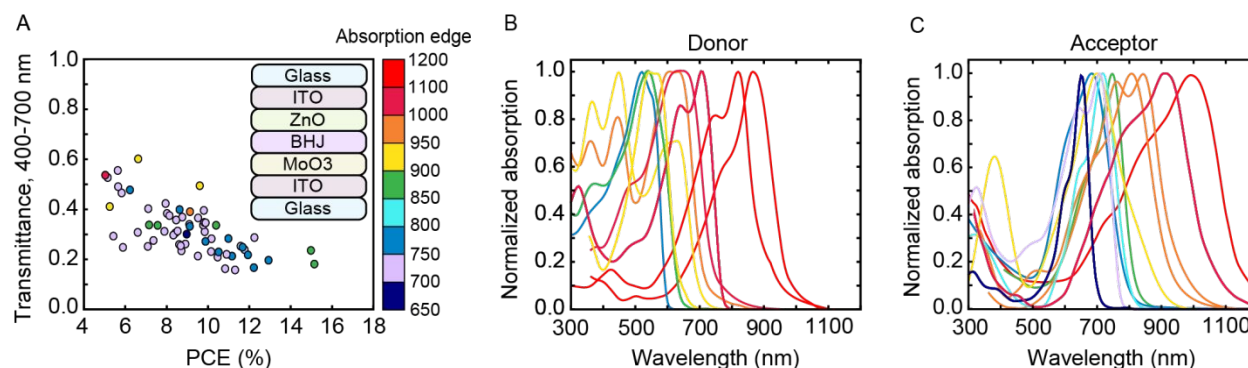 A
Transmittance, 400-700 nm
1.0
0.8
0.6
0.4
0.2
0.0
4 6 8 10 12 14 16 18
PCE (%)
Glass
ITO
ZnO
BHJ
MoO3
ITO
Glass
Absorption edge
1200
1100
1000
950
900
850
800
750
700
650
B
Donor
Normalized absorption
1.0
0.8
0.6
0.4
0.2
0.0
300 500 700 900 1100
Wavelength (nm)
C
Acceptor
Normalized absorption
1.0
0.8
0.6
0.4
0.2
0.0
300 500 700 900 1100
Wavelength (nm)